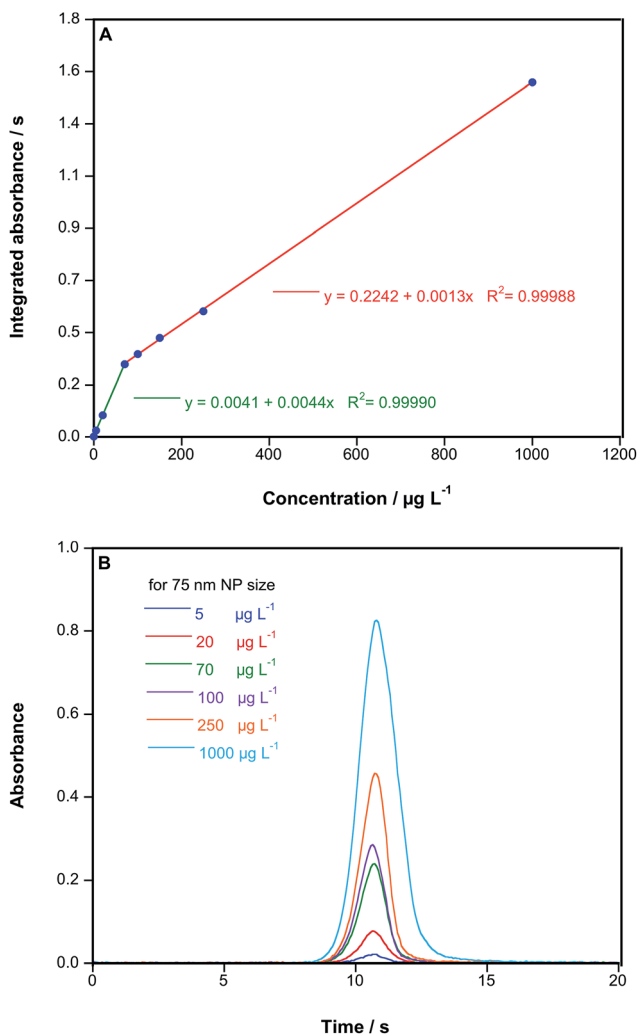 A
1.8
1.6
1.4
1.1
0.9
0.7
0.5
0.2
0.0
Integrated absorbance / s
y = 0.2242 + 0.0013x R²= 0.99988
y = 0.0041 + 0.0044x R²= 0.99990
0 200 400 600 800 1000 1200
Concentration / µg L⁻¹
B
1.0
0.8
0.6
0.4
0.2
0.0
Absorbance
for 75 nm NP size
5 µg L⁻¹
20 µg L⁻¹
70 µg L⁻¹
100 µg L⁻¹
250 µg L⁻¹
1000 µg L⁻¹
0 5 10 15 20
Time / s